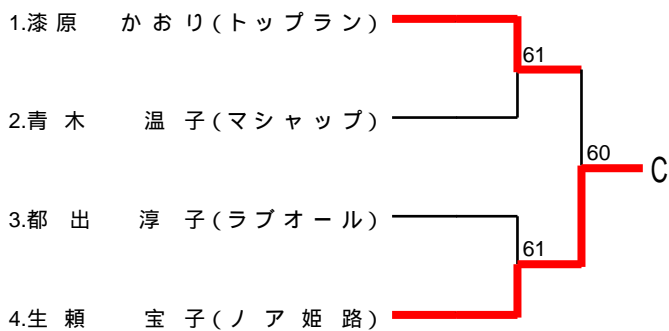 1.漆原 かおり(トップラン)
61
2.青木 温子(マシャップ)
60
C
3.都出 淳子(ラブオール)
61
4.生頼 宝子(ノア姫路)